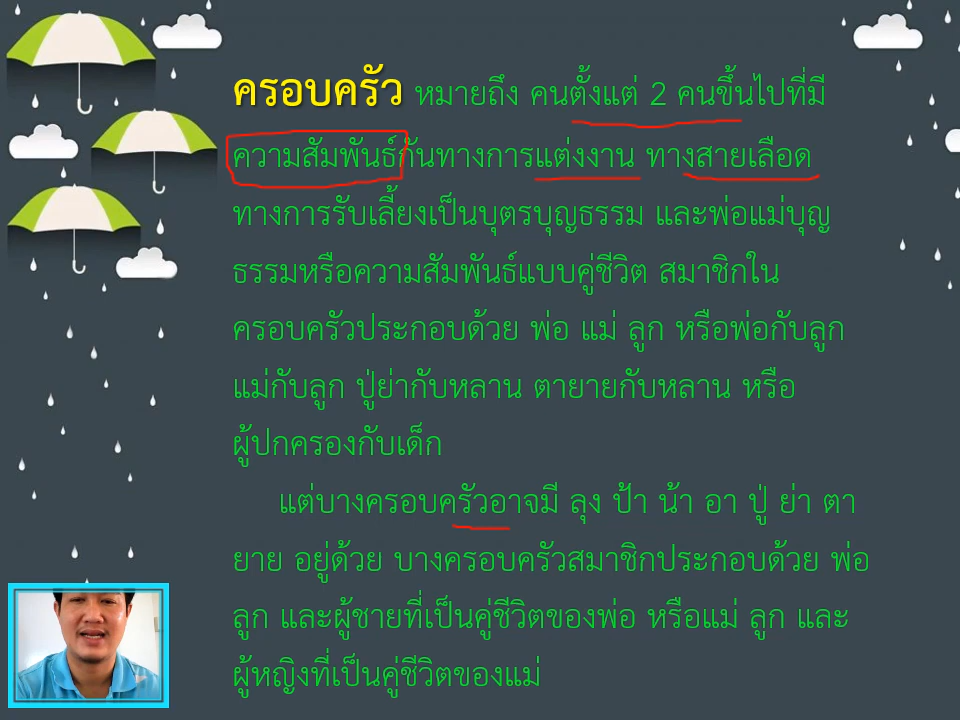 ครอบครัว หมายถึง คนตั้งแต่ 2 คนขึ้นไปที่มี
ความสัมพันธ์กันทางการแต่งงาน ทางสายเลือด
ทางการรับเลี้ยงเป็นบุตรบุญธรรม และพ่อแม่บุญ
ธรรมหรือความสัมพันธ์แบบคู่ชีวิต สมาชิกใน
ครอบครัวประกอบด้วย พ่อ แม่ ลูก หรือพ่อกับลูก
แม่กับลูก ปู่ย่ากับหลาน ตายายกับหลาน หรือ
ผู้ปกครองกับเด็ก
แต่บางครอบครัวอาจมี ลุง ป้า น้า อา ปู่ ย่า ตา
ยาย อยู่ด้วย บางครอบครัวสมาชิกประกอบด้วย พ่อ
ลูก และผู้ชายที่เป็นคู่ชีวิตของพ่อ หรือแม่ ลูก และ
ผู้หญิงที่เป็นคู่ชีวิตของแม่